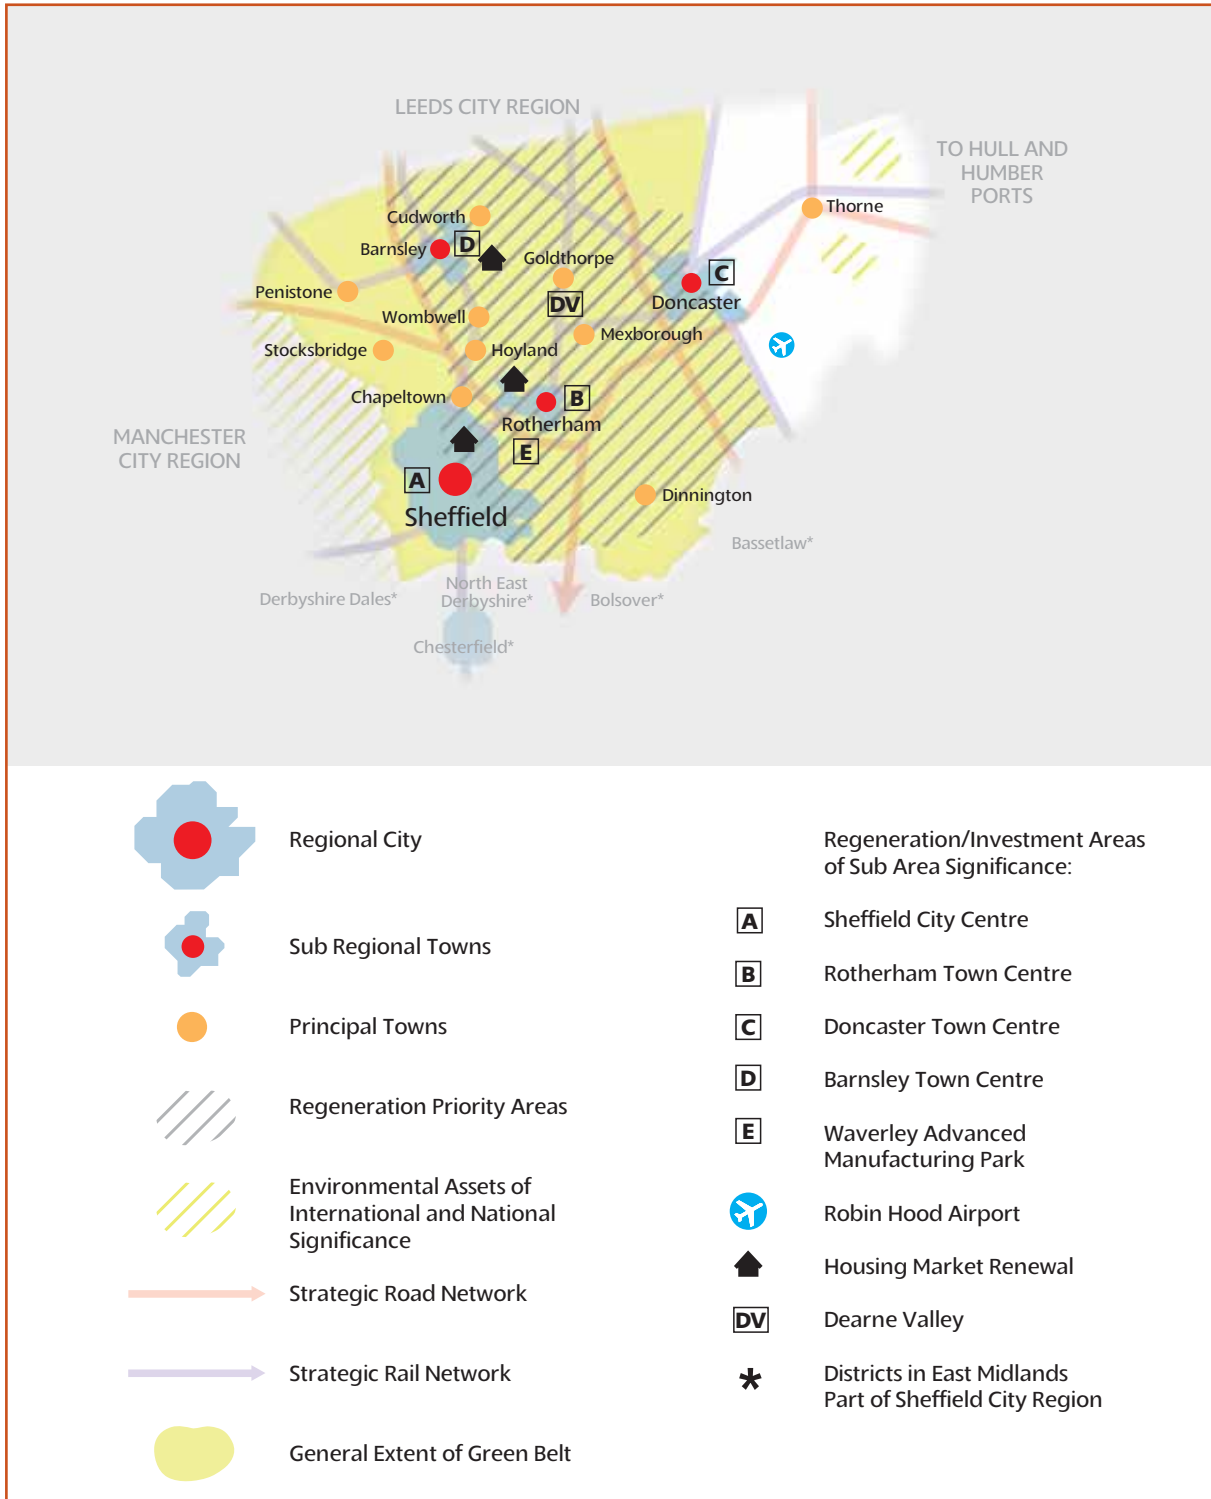 LEEDS CITY REGION
TO HULL AND
HUMBER
PORTS
Thorne
Cudworth
Barnsley
D
Goldthorpe
C
Penistone
DV
Doncaster
Wombwell
Mexborough
Stocksbridge
Hoyland
Chapeltown
B
Rotherham
MANCHESTER
CITY REGION
E
A
Dinnington
Sheffield
Bassetlaw*
North East
Derbyshire*
Derbyshire Dales*
Bolsover*
Chesterfield*
Regional City
Sub Regional Towns
Principal Towns
Regeneration Priority Areas
Environmental Assets of
International and National
Significance
Strategic Road Network
Strategic Rail Network
General Extent of Green Belt
Regeneration/Investment Areas
of Sub Area Significance:
A Sheffield City Centre
B Rotherham Town Centre
C Doncaster Town Centre
D Barnsley Town Centre
E Waverley Advanced
Manufacturing Park
Robin Hood Airport
Housing Market Renewal
DV Dearne Valley
* Districts in East Midlands
Part of Sheffield City Region